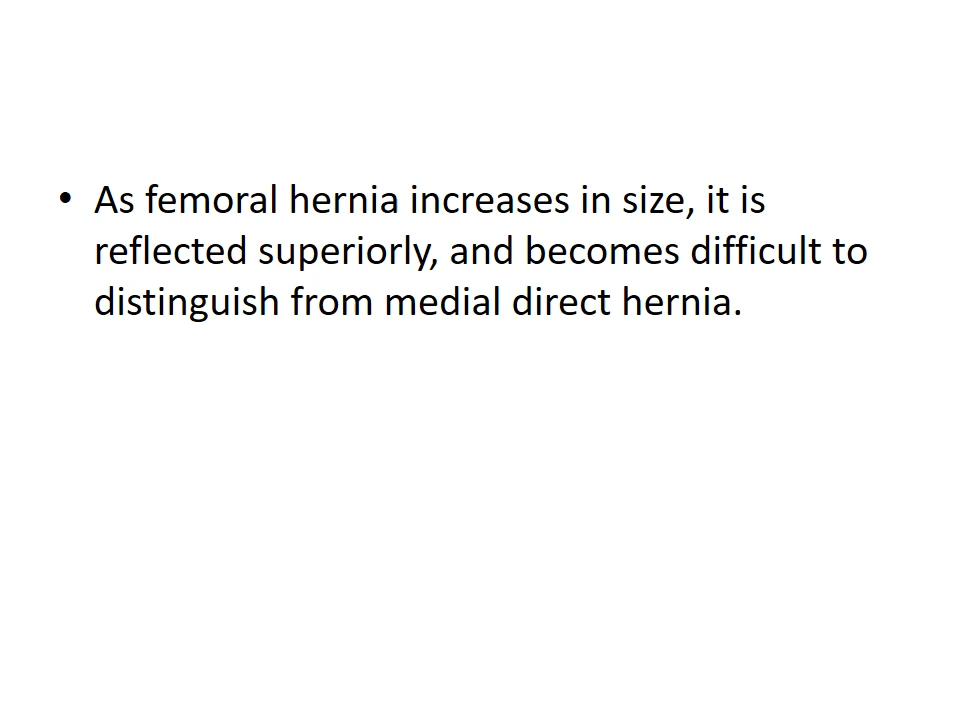 • As femoral hernia increases in size, it is
reflected superiorly, and becomes difficult to
distinguish from medial direct hernia.